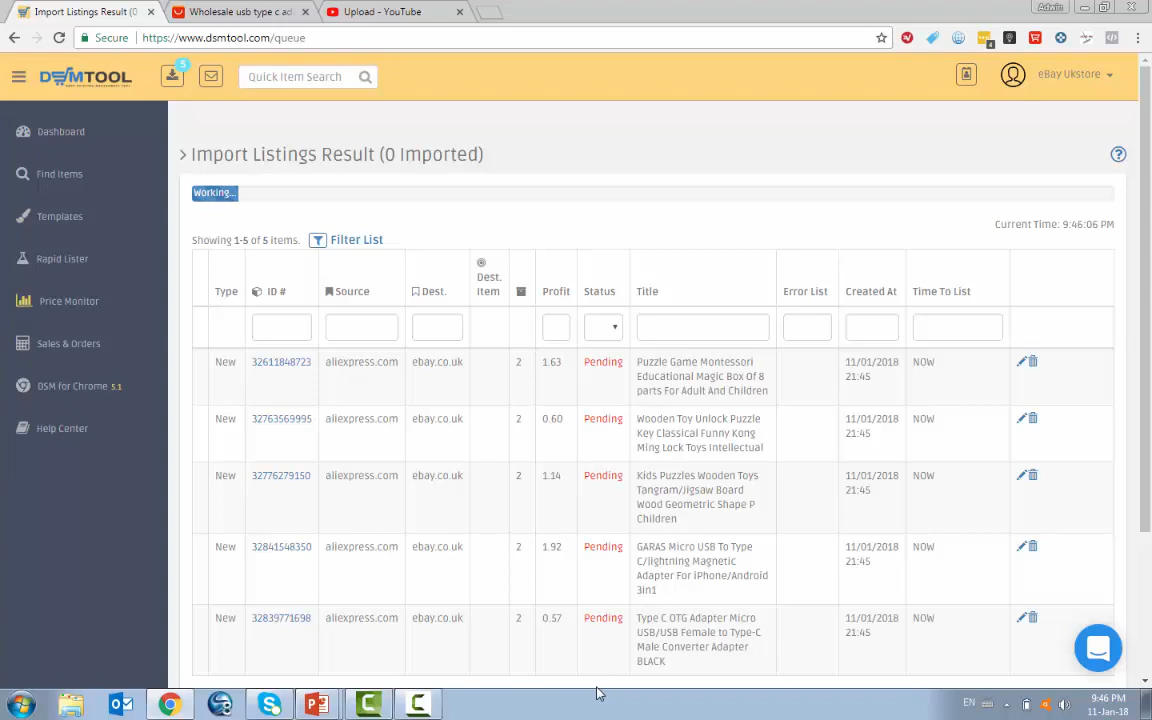 Import Listings Result (0
Wholesale usb type c ad
Upload - YouTube
Admin
Secure
https://www.dsmtool.com/queue
4
DSMTOOL
5
Quick Item Search
eBay Ukstore
Dashboard
Find Items
Templates
Rapid Lister
Price Monitor
Sales & Orders
DSM for Chrome 5.1
Help Center
> Import Listings Result (0 Imported)
Working...
Current Time: 9:46:06 PM
Showing 1-5 of 5 items.
Filter List
Type
ID #
Source
Dest.
Dest.
Item
Profit
Status
Title
Error List
Created At
Time To List
New 32611848723 aliexpress.com ebay.co.uk 2 1.63 Pending Puzzle Game Montessori 11/01/2018 NOW
Educational Magic Box Of 8 21:45
parts For Adult And Children
New 32763569995 aliexpress.com ebay.co.uk 2 0.60 Pending Wooden Toy Unlock Puzzle 11/01/2018 NOW
Key Classical Funny Kong 21:45
Ming Lock Toys Intellectual
New 32776279150 aliexpress.com ebay.co.uk 2 1.14 Pending Kids Puzzles Wooden Toys 11/01/2018 NOW
Tangram/Jigsaw Board 21:45
Wood Geometric Shape P
Children
New 32841548350 aliexpress.com ebay.co.uk 2 1.92 Pending GARAS Micro USB To Type 11/01/2018 NOW
C/lightning Magnetic 21:45
Adapter For iPhone/Android
3in1
New 32839771698 aliexpress.com ebay.co.uk 2 0.57 Pending Type C OTG Adapter Micro 11/01/2018 NOW
USB/USB Female to Type-C 21:45
Male Converter Adapter
BLACK
EN
9:46 PM
11-Jan-18